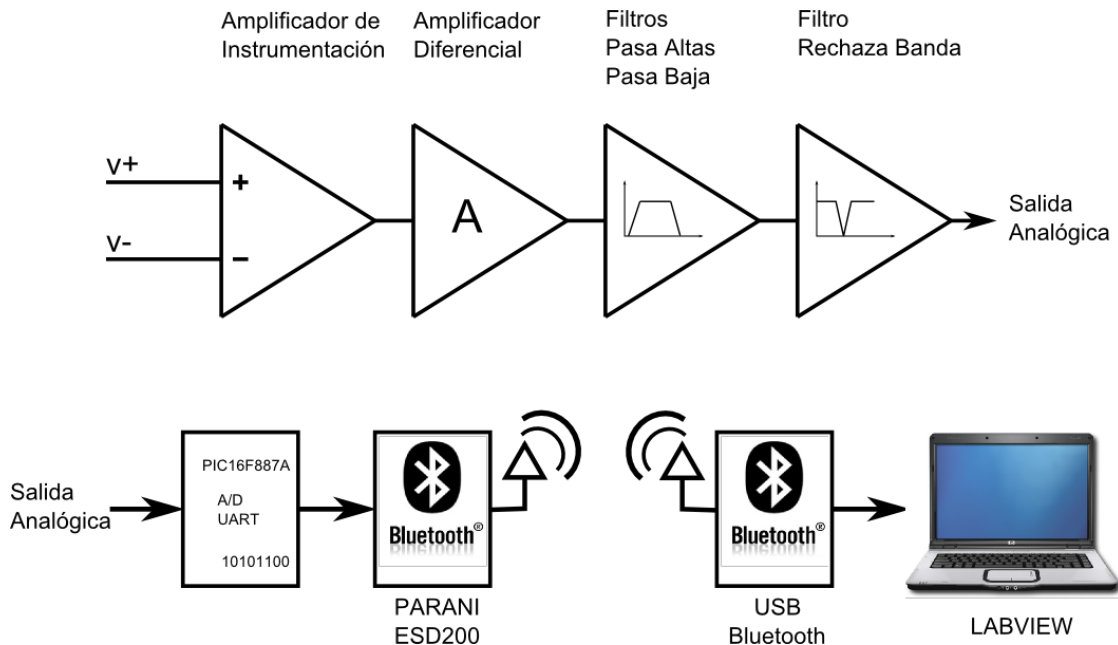 Amplificador de
Instrumentación
Amplificador
Diferencial
Filtros
Pasa Altas
Pasa Baja
Filtro
Rechaza Banda
v+
+
v-
−
A
Salida
Analógica
Salida
Analógica
PIC16F887A
A/D
UART
10101100
Bluetooth®
PARANI
ESD200
Bluetooth®
USB
Bluetooth
LABVIEW